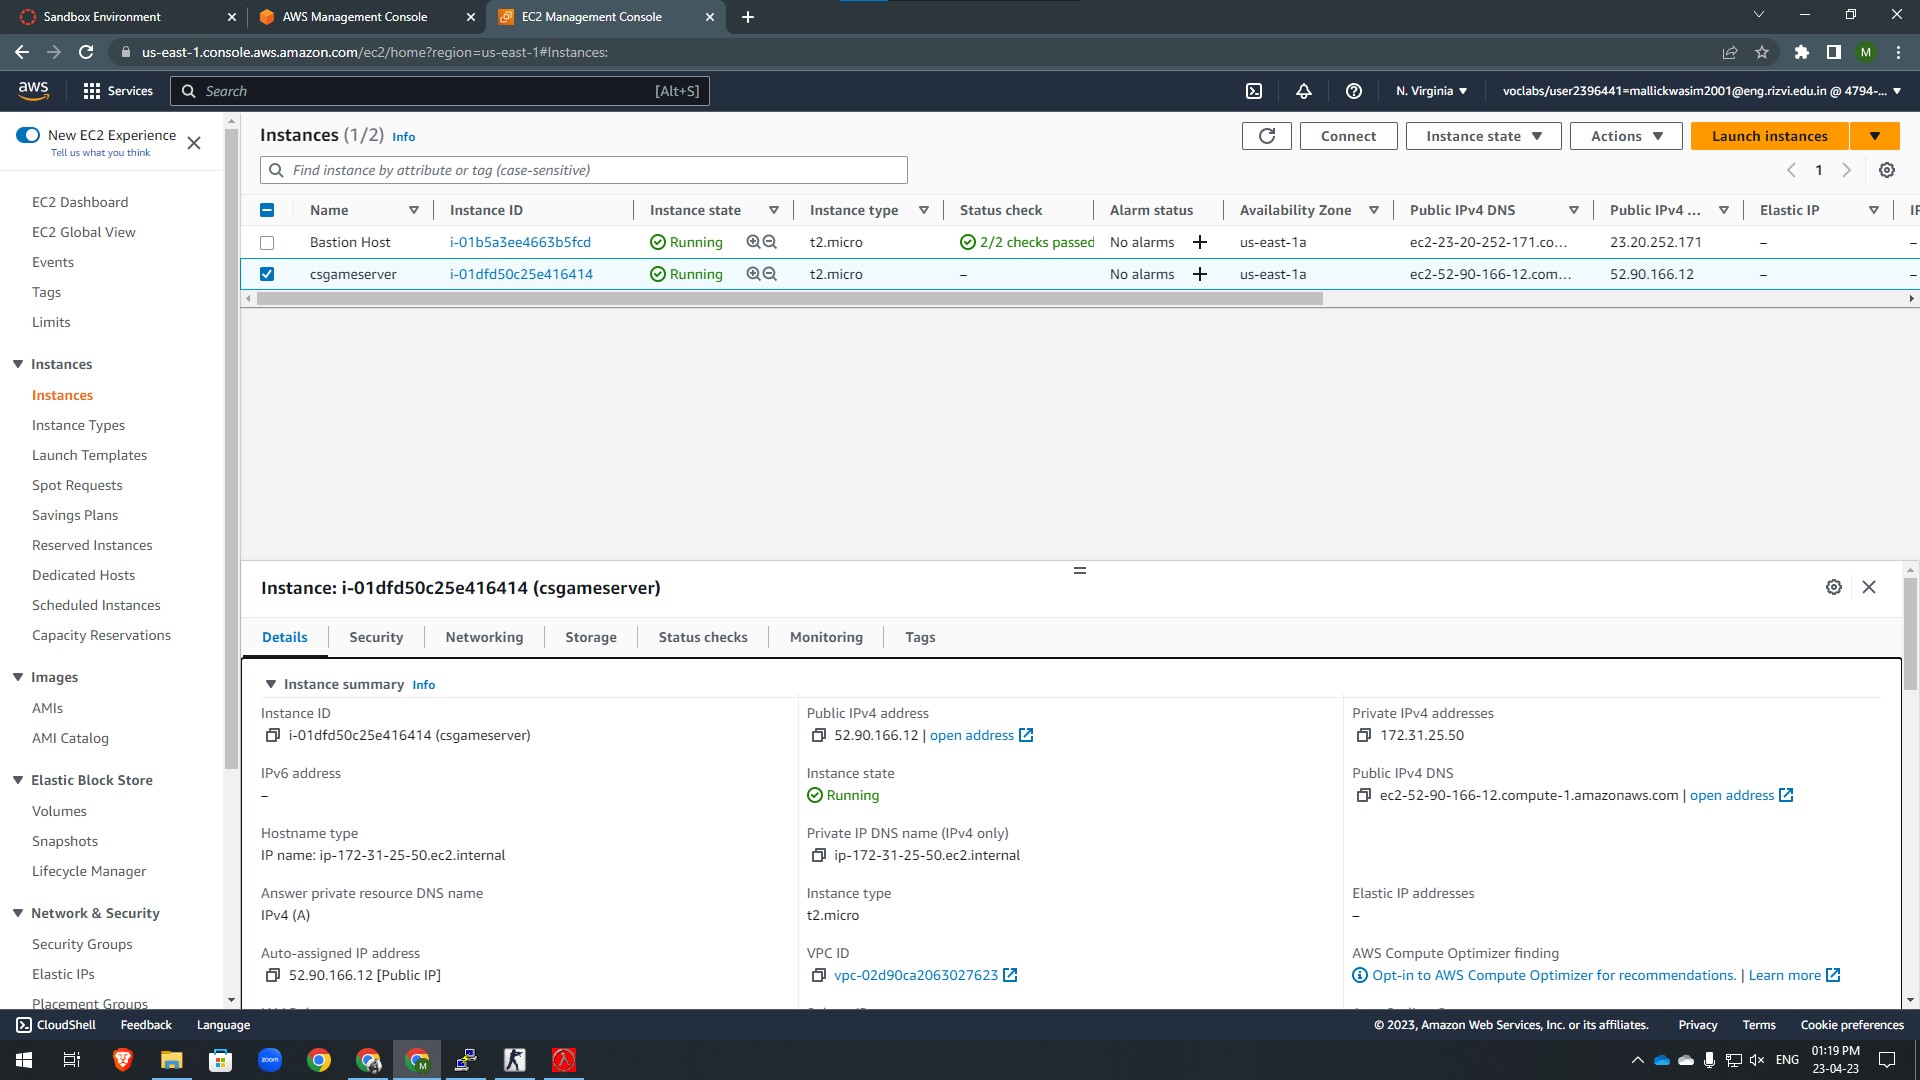 Sandbox Environment
AWS Management Console
EC2 Management Console
us-east-1.console.aws.amazon.com/ec2/home?region=us-east-1#Instances:
M
aws
Services
Search
[Alt+S]
N. Virginia
voclabs/user2396441=mallickwasim2001@eng.rizvi.edu.in @ 4794-...
New EC2 Experience
Tell us what you think
EC2 Dashboard
EC2 Global View
Events
Tags
Limits
Instances
Instances
Instance Types
Launch Templates
Spot Requests
Savings Plans
Reserved Instances
Dedicated Hosts
Scheduled Instances
Capacity Reservations
Images
AMIs
AMI Catalog
Elastic Block Store
Volumes
Snapshots
Lifecycle Manager
Network & Security
Security Groups
Elastic IPs
Placement Groups
Instances (1/2) Info
Connect
Instance state
Actions
Launch instances
Find instance by attribute or tag (case-sensitive)
1
Name Instance ID Instance state Instance type Status check Alarm status Availability Zone Public IPv4 DNS Public IPv4 ... Elastic IP
Bastion Host i-01b5a3ee4663b5fcd Running t2.micro 2/2 checks passed No alarms + us-east-1a ec2-23-20-252-171.co... 23.20.252.171 – –
csgameserver i-01dfd50c25e416414 Running t2.micro – No alarms + us-east-1a ec2-52-90-166-12.com... 52.90.166.12 – –
Instance: i-01dfd50c25e416414 (csgameserver)
Details Security Networking Storage Status checks Monitoring Tags
Instance summary Info
Instance ID
i-01dfd50c25e416414 (csgameserver)
Public IPv4 address
52.90.166.12 | open address
Private IPv4 addresses
172.31.25.50
IPv6 address
–
Instance state
Running
Public IPv4 DNS
ec2-52-90-166-12.compute-1.amazonaws.com | open address
Hostname type
IP name: ip-172-31-25-50.ec2.internal
Private IP DNS name (IPv4 only)
ip-172-31-25-50.ec2.internal
Answer private resource DNS name
IPv4 (A)
Instance type
t2.micro
Elastic IP addresses
–
Auto-assigned IP address
52.90.166.12 [Public IP]
VPC ID
vpc-02d90ca2063027623
AWS Compute Optimizer finding
Opt-in to AWS Compute Optimizer for recommendations. | Learn more
CloudShell Feedback Language
© 2023, Amazon Web Services, Inc. or its affiliates. Privacy Terms Cookie preferences
zoom
ENG
01:19 PM
23-04-23